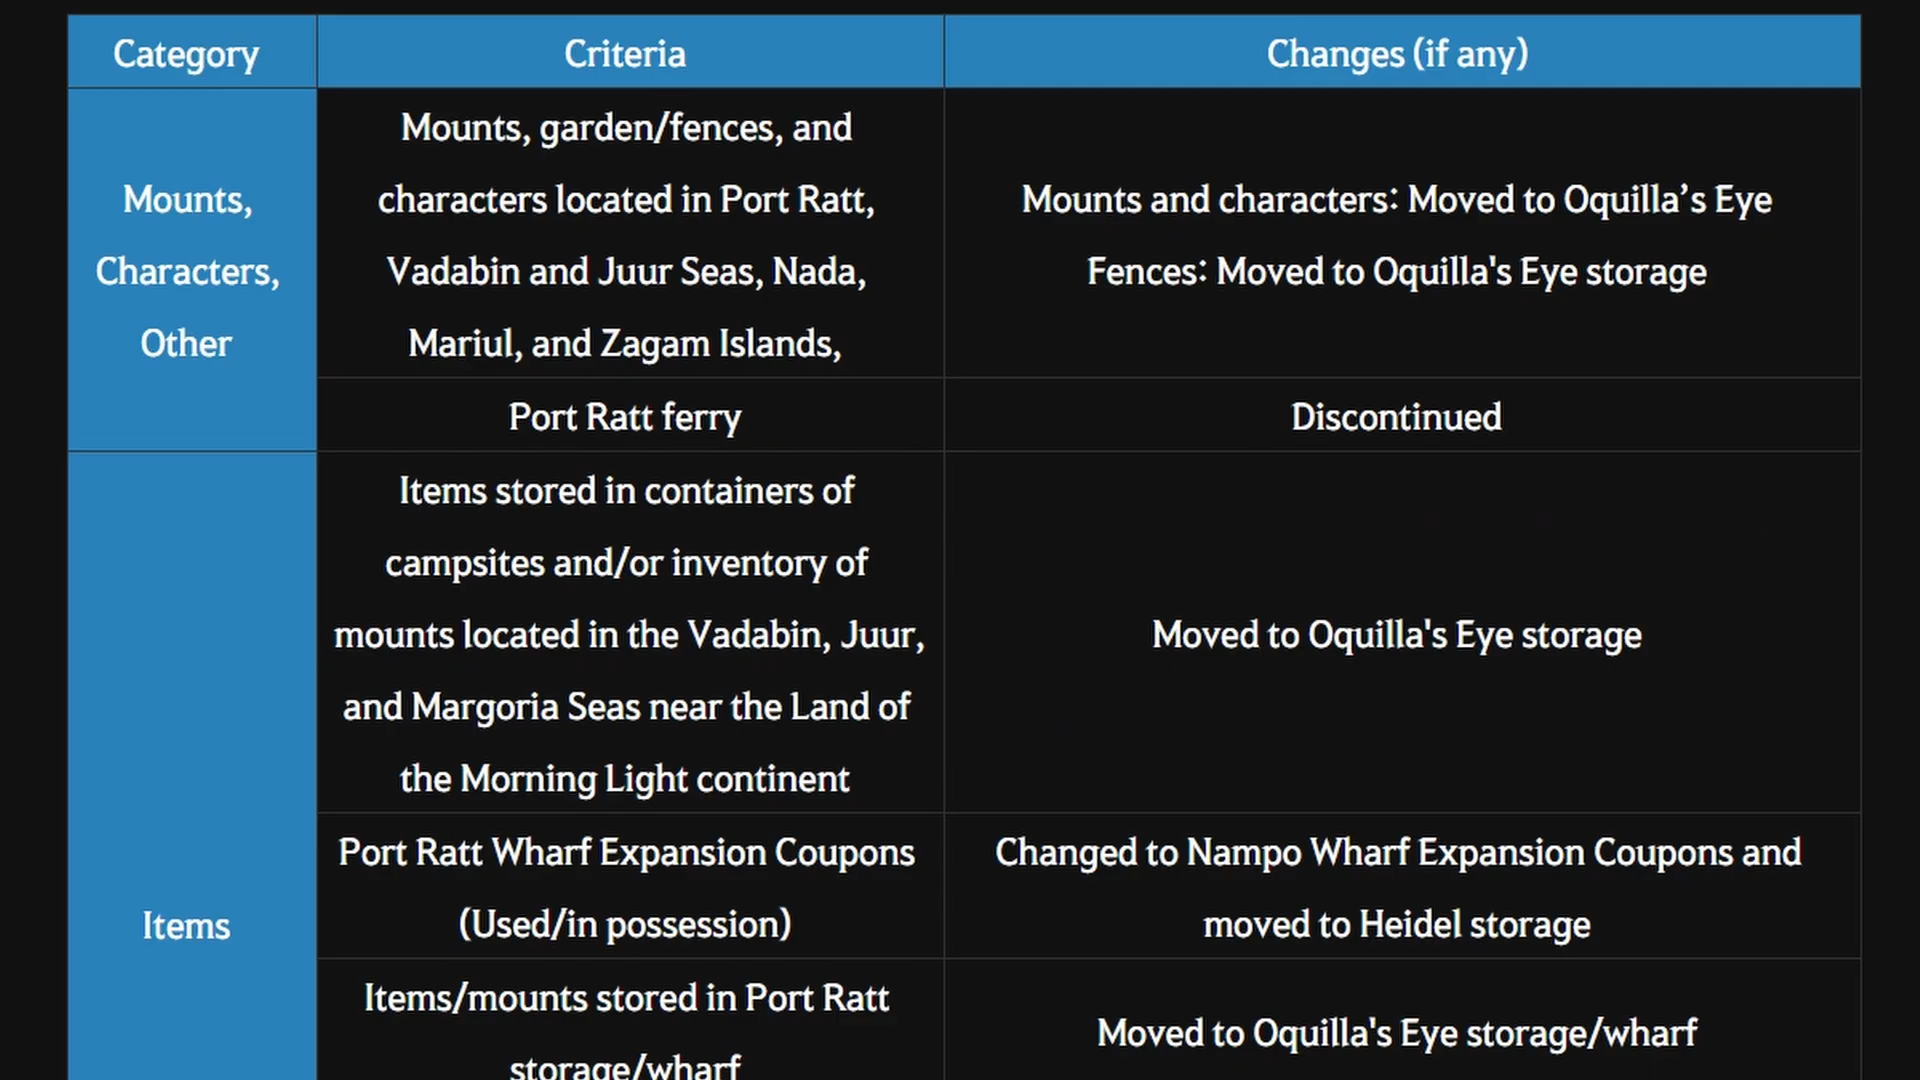 Category
Criteria
Changes (if any)
Mounts,
Characters,
Other
Mounts, garden/fences, and
characters located in Port Ratt,
Vadabin and Juur Seas, Nada,
Mariul, and Zagam Islands,
Mounts and characters: Moved to Oquilla’s Eye
Fences: Moved to Oquilla's Eye storage
Port Ratt ferry
Discontinued
Items
Items stored in containers of
campsites and/or inventory of
mounts located in the Vadabin, Juur,
and Margoria Seas near the Land of
the Morning Light continent
Moved to Oquilla's Eye storage
Port Ratt Wharf Expansion Coupons
(Used/in possession)
Changed to Nampo Wharf Expansion Coupons and
moved to Heidel storage
Items/mounts stored in Port Ratt
storage/wharf
Moved to Oquilla's Eye storage/wharf